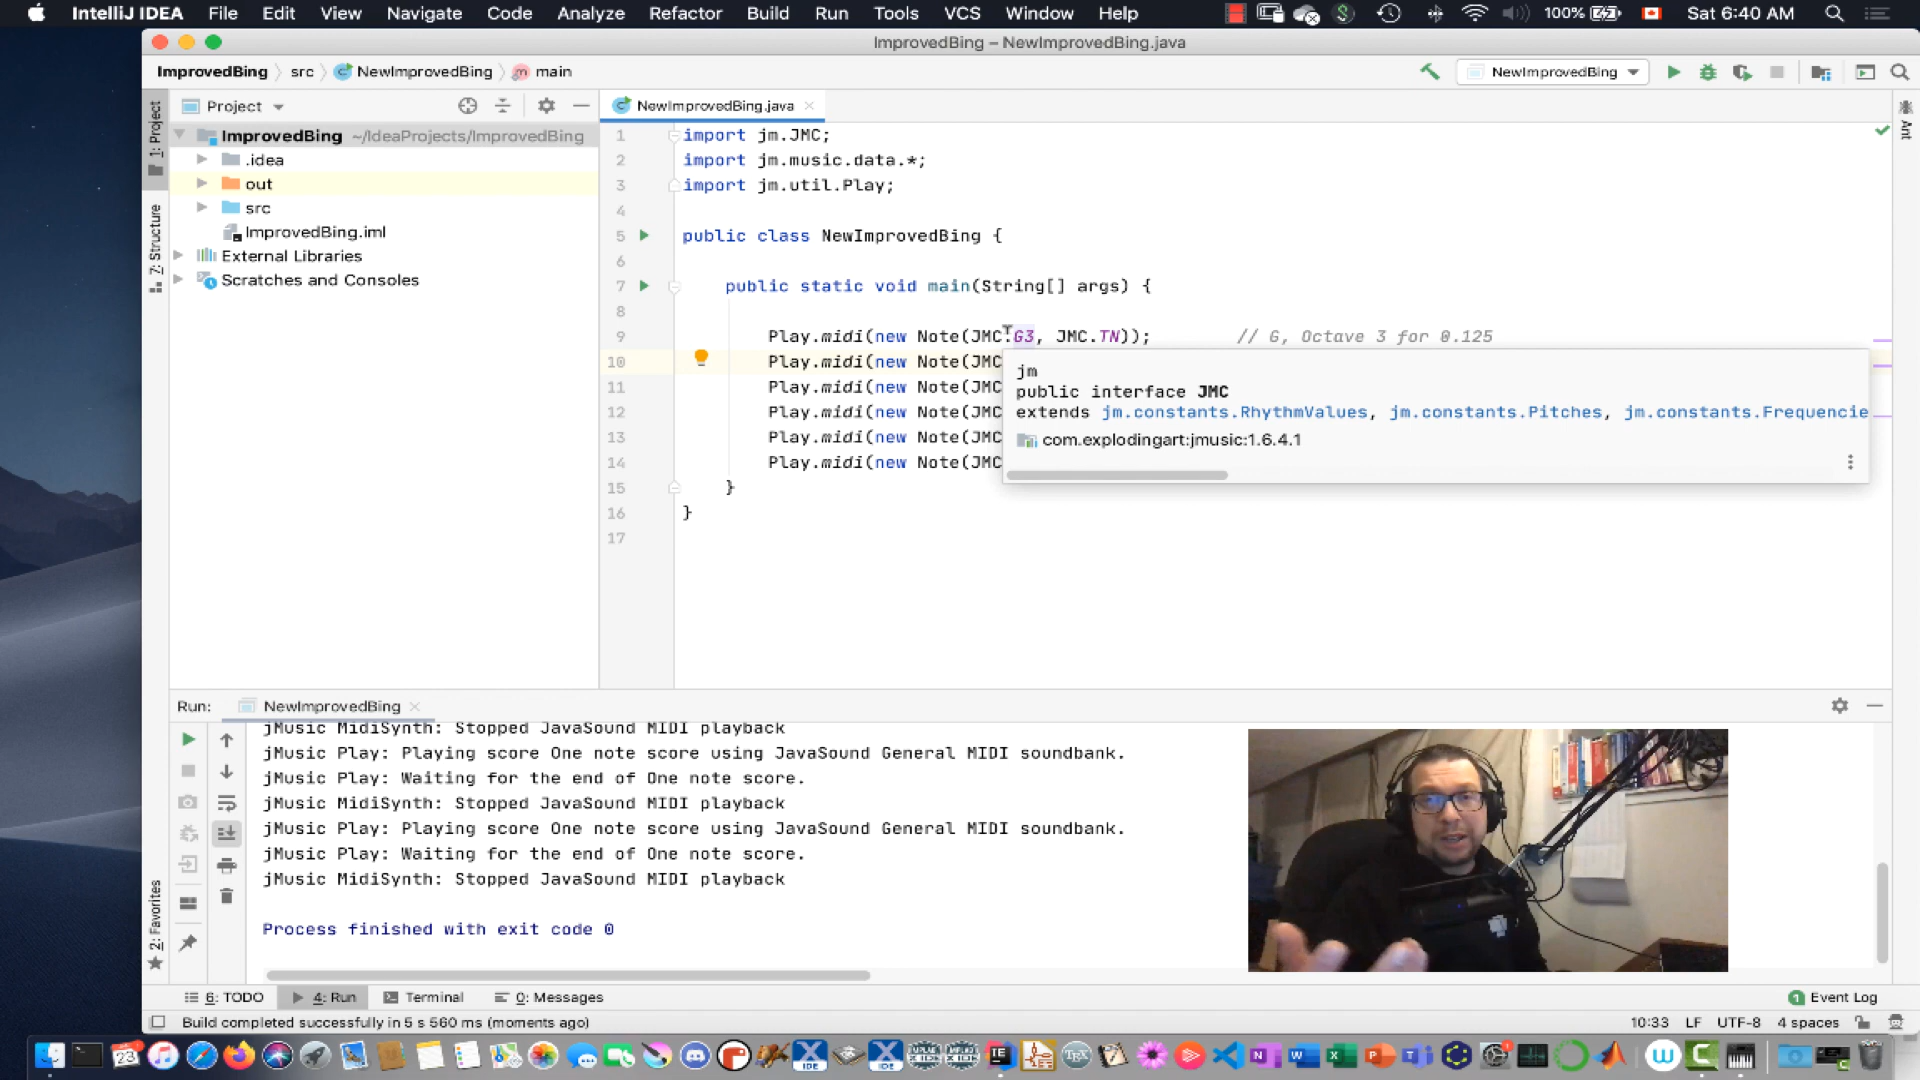 IntelliJ IDEA File Edit View Navigate Code Analyze Refactor Build Run Tools VCS Window Help 100% Sat 6:40 AM
ImprovedBing – NewImprovedBing.java
ImprovedBing src NewImprovedBing main NewImprovedBing
1: Project
Project
NewImprovedBing.java
Ant
ImprovedBing ~/IdeaProjects/ImprovedBing
.idea
out
src
ImprovedBing.iml
External Libraries
Scratches and Consoles
7: Structure
1 import jm.JMC;
2 import jm.music.data.*;
3 import jm.util.Play;
4
5 public class NewImprovedBing {
6
7 public static void main(String[] args) {
8
9 Play.midi(new Note(JMC.G3, JMC.TN)); // G, Octave 3 for 0.125
10 Play.midi(new Note(JMC
11 Play.midi(new Note(JMC
12 Play.midi(new Note(JMC
13 Play.midi(new Note(JMC
14 Play.midi(new Note(JMC
15 }
16 }
17
jm
public interface JMC
extends jm.constants.RhythmValues, jm.constants.Pitches, jm.constants.Frequencie
com.explodingart:jmusic:1.6.4.1
Run: NewImprovedBing
jMusic MidiSynth: Stopped JavaSound MIDI playback
jMusic Play: Playing score One note score using JavaSound General MIDI soundbank.
jMusic Play: Waiting for the end of One note score.
jMusic MidiSynth: Stopped JavaSound MIDI playback
jMusic Play: Playing score One note score using JavaSound General MIDI soundbank.
jMusic Play: Waiting for the end of One note score.
jMusic MidiSynth: Stopped JavaSound MIDI playback
Process finished with exit code 0
2: Favorites
6: TODO 4: Run Terminal 0: Messages 1 Event Log
Build completed successfully in 5 s 560 ms (moments ago) 10:33 LF UTF-8 4 spaces